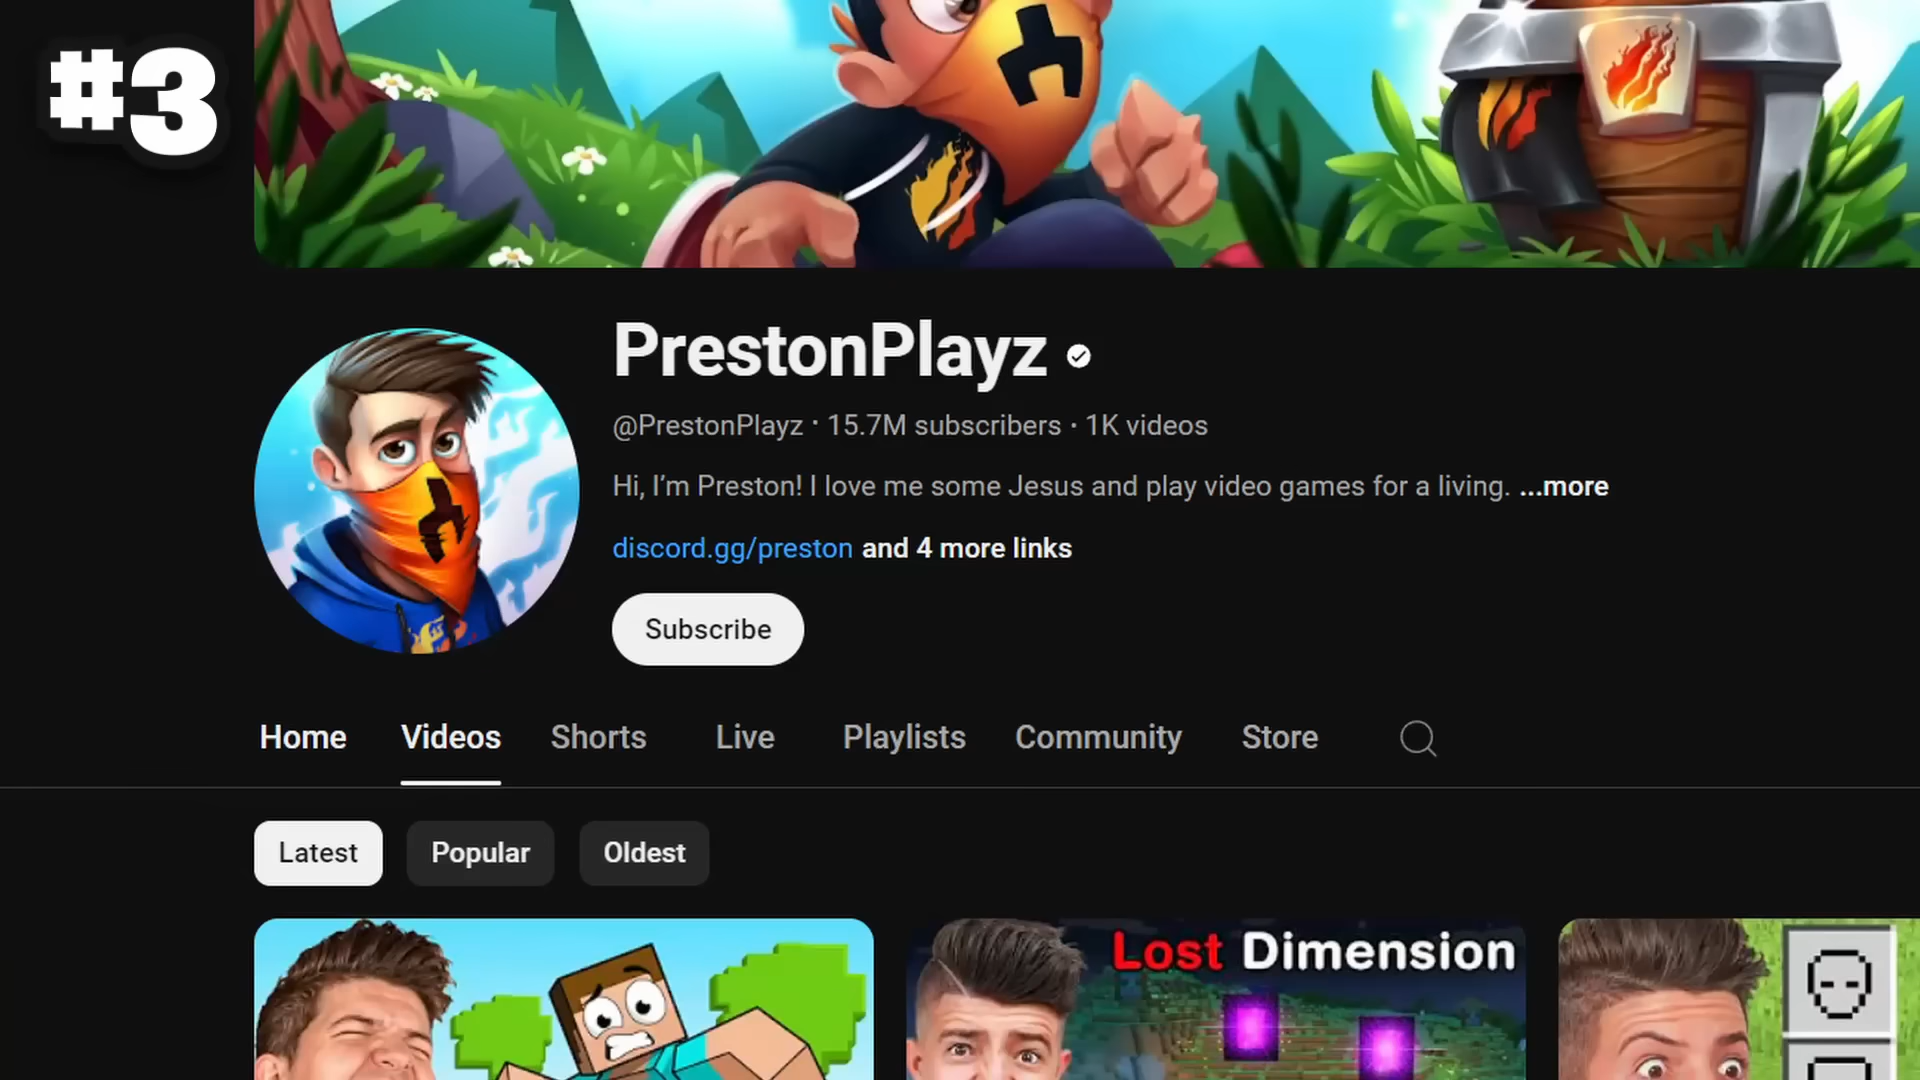 #3
PrestonPlayz
@PrestonPlayz · 15.7M subscribers · 1K videos
Hi, I’m Preston! I love me some Jesus and play video games for a living. ...more
discord.gg/preston and 4 more links
Subscribe
Home Videos Shorts Live Playlists Community Store
Latest Popular Oldest
Lost Dimension